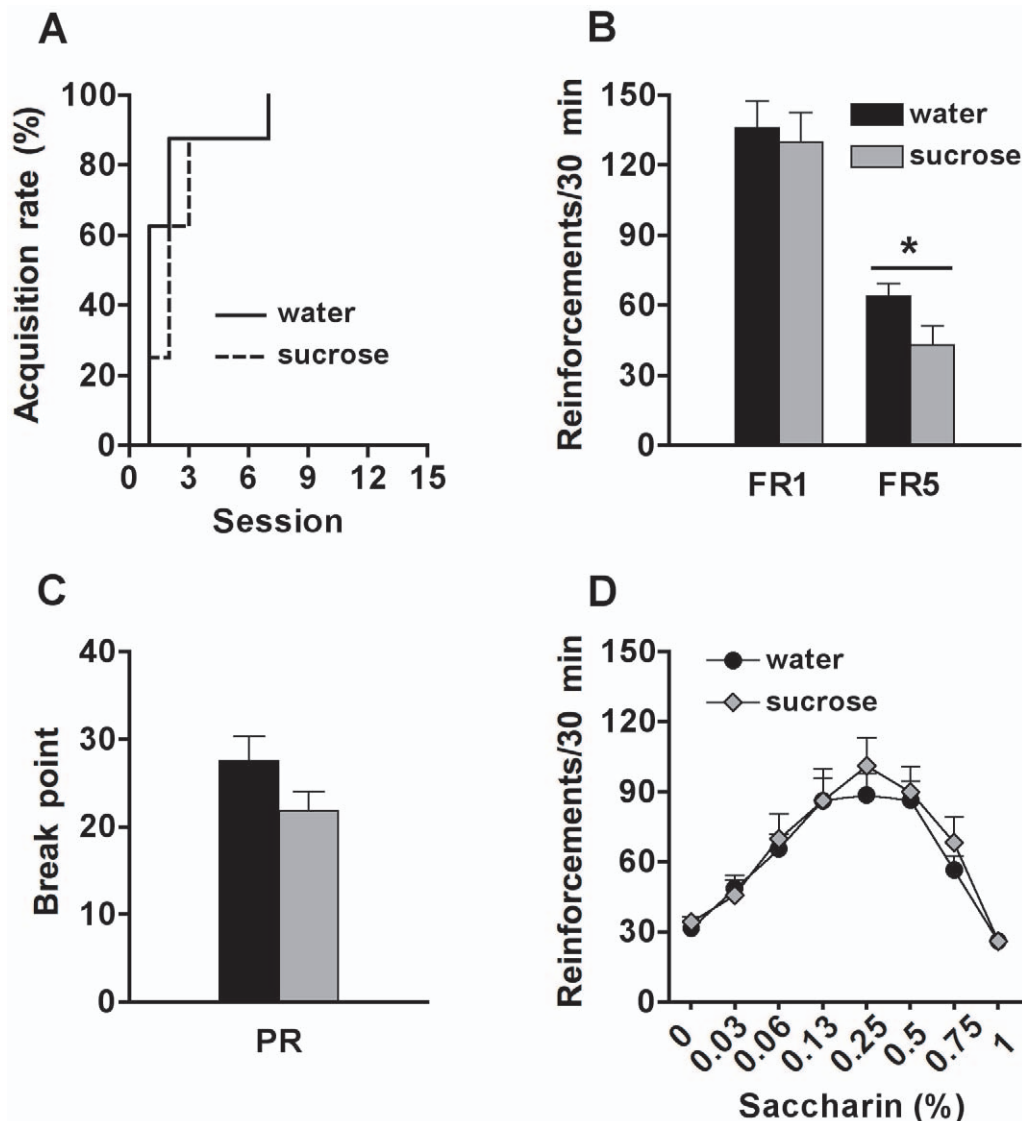 A
Acquisition rate (%)
100
80
60
40
20
0
water
sucrose
0 3 6 9 12 15
Session
B
Reinforcements/30 min
150
120
90
60
30
0
water
sucrose
*
FR1 FR5
C
Break point
40
30
20
10
0
PR
D
Reinforcements/30 min
150
120
90
60
30
0
water
sucrose
0 0.03 0.06 0.13 0.25 0.5 0.75 1
Saccharin (%)